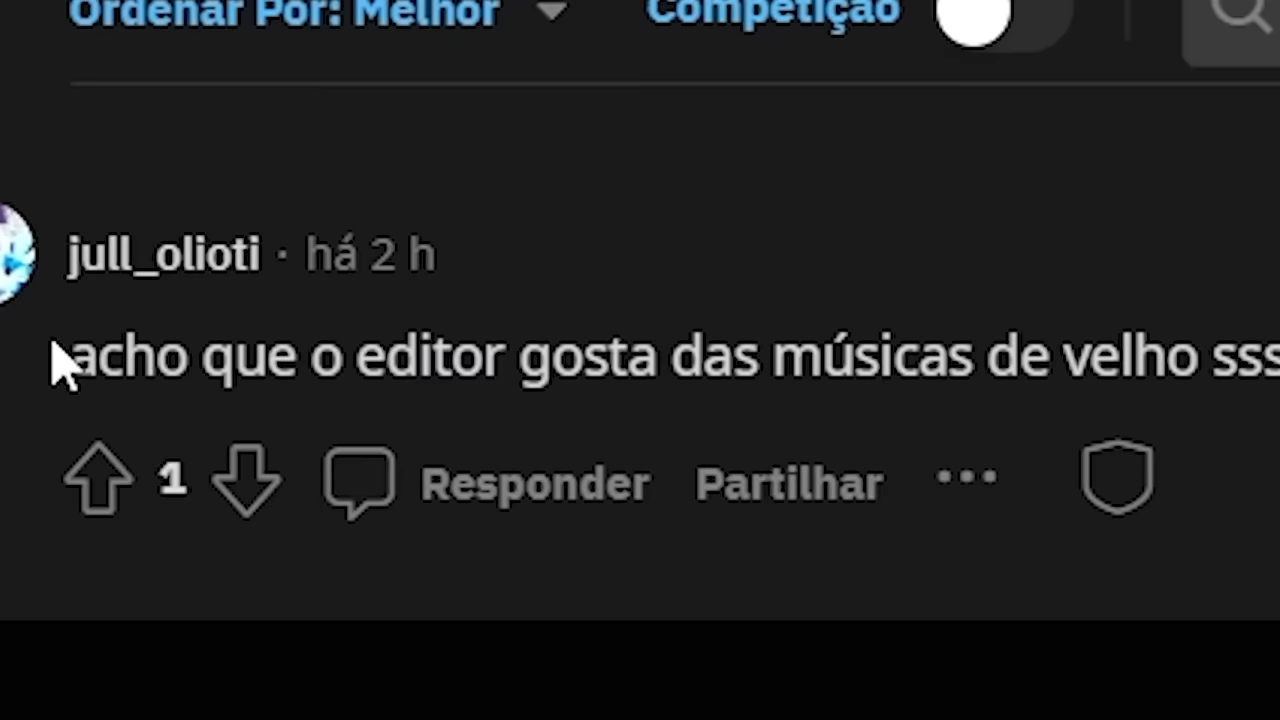 Ordenar Por: Melhor Competição
jull_olioti · há 2 h
acho que o editor gosta das músicas de velho sss
1 Responder Partilhar ...